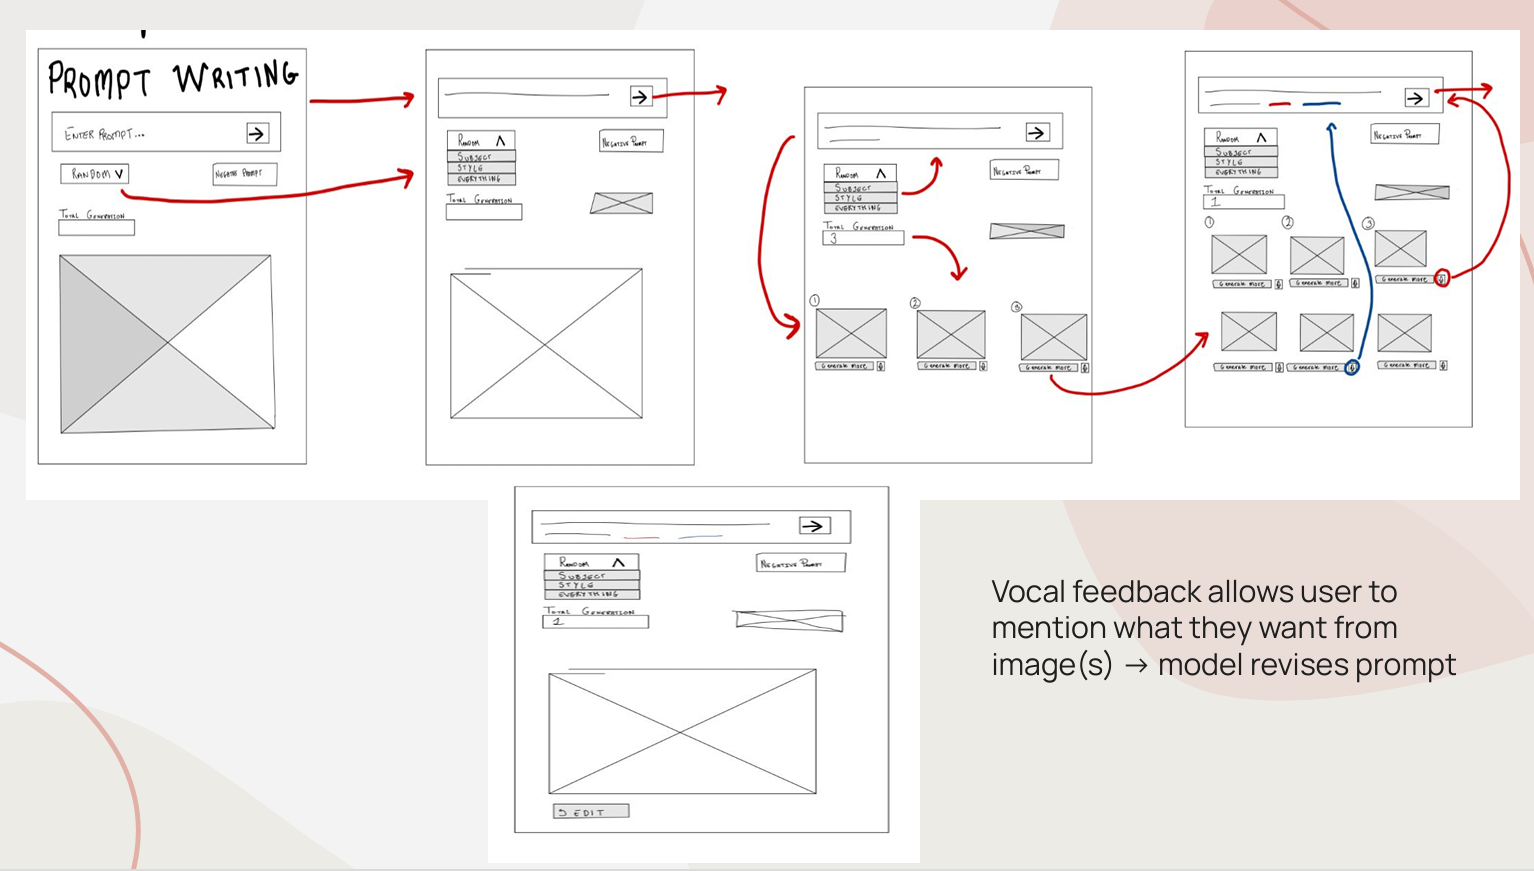 PROMPT WRITING
ENTER PROMPT...
RANDOM
NEGATIVE PROMPT
TOTAL GENERATION
RANDOM
SUBJECT
STYLE
EVERYTHING
NEGATIVE PROMPT
TOTAL GENERATION
RANDOM
SUBJECT
STYLE
EVERYTHING
NEGATIVE PROMPT
TOTAL GENERATION
3
1
2
3
Generate More
Generate More
Generate More
RANDOM
SUBJECT
STYLE
EVERYTHING
NEGATIVE PROMPT
TOTAL GENERATION
1
1
2
3
Generate More
Generate More
Generate More
Generate More
Generate More
Generate More
RANDOM
SUBJECT
STYLE
EVERYTHING
NEGATIVE PROMPT
TOTAL GENERATION
1
EDIT
Vocal feedback allows user to
mention what they want from
image(s) → model revises prompt